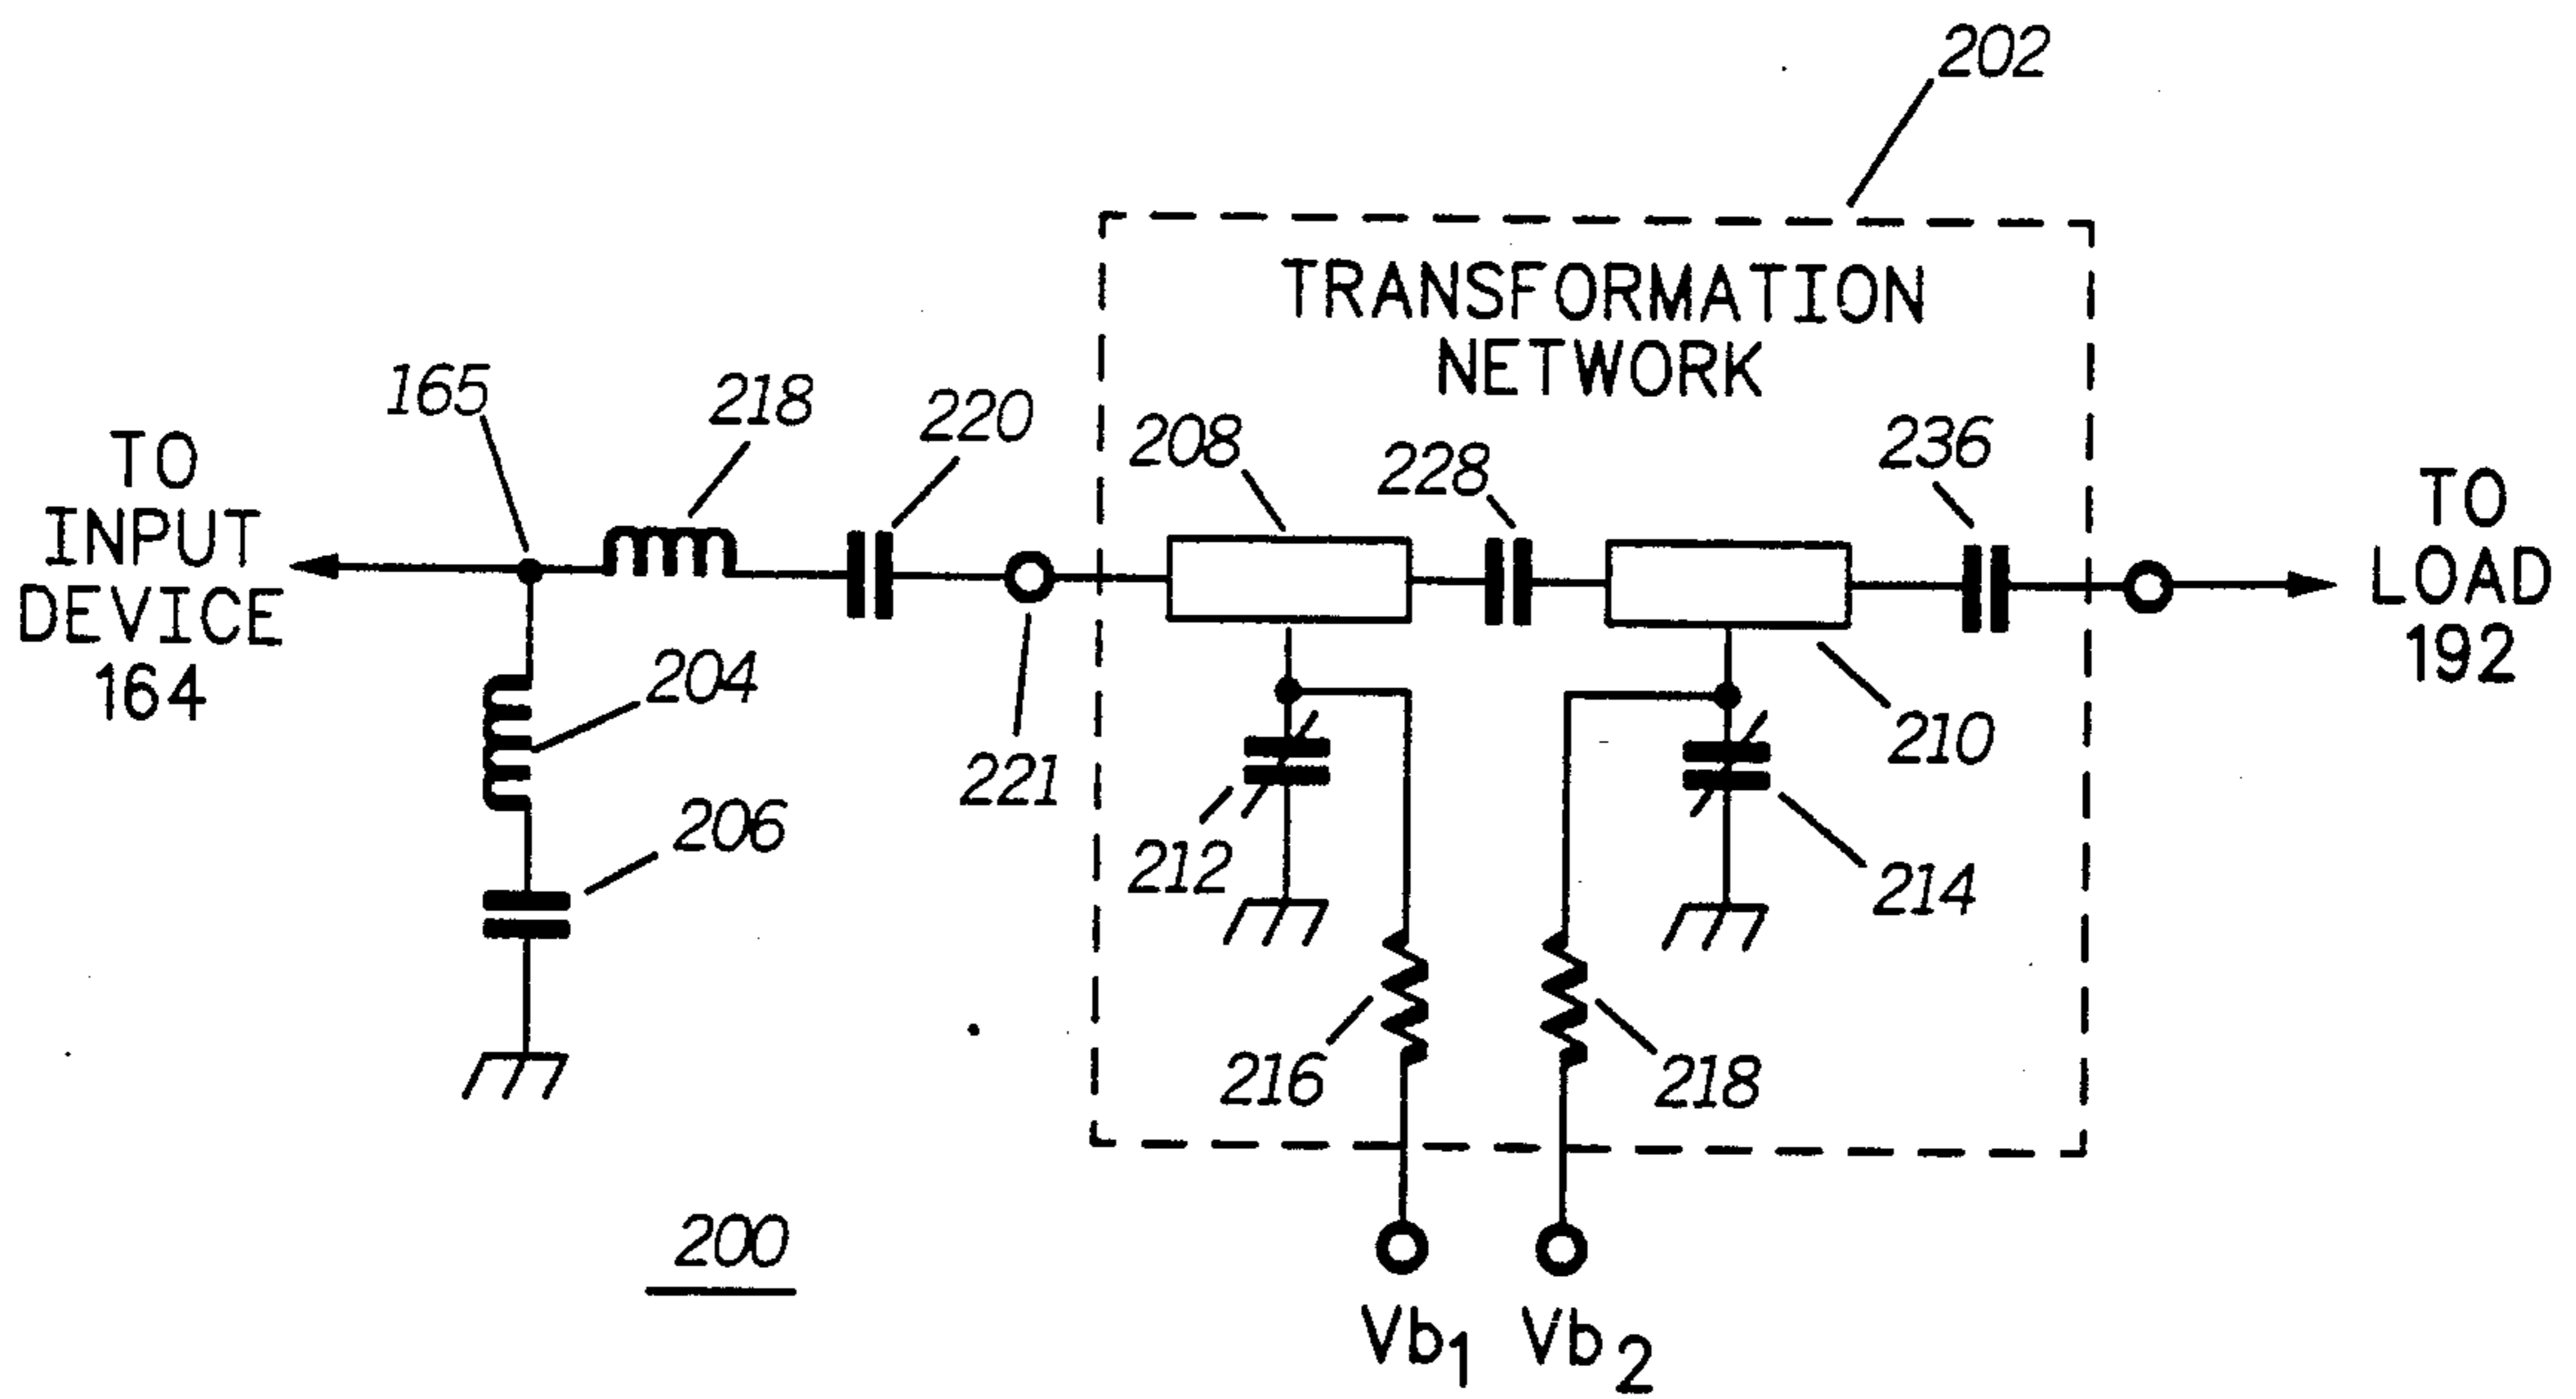 202
TRANSFORMATION
NETWORK
165
218
220
208
228
236
TO
INPUT
DEVICE
164
TO
LOAD
192
204
221
210
206
212
214
216
218
200
Vb1
Vb2